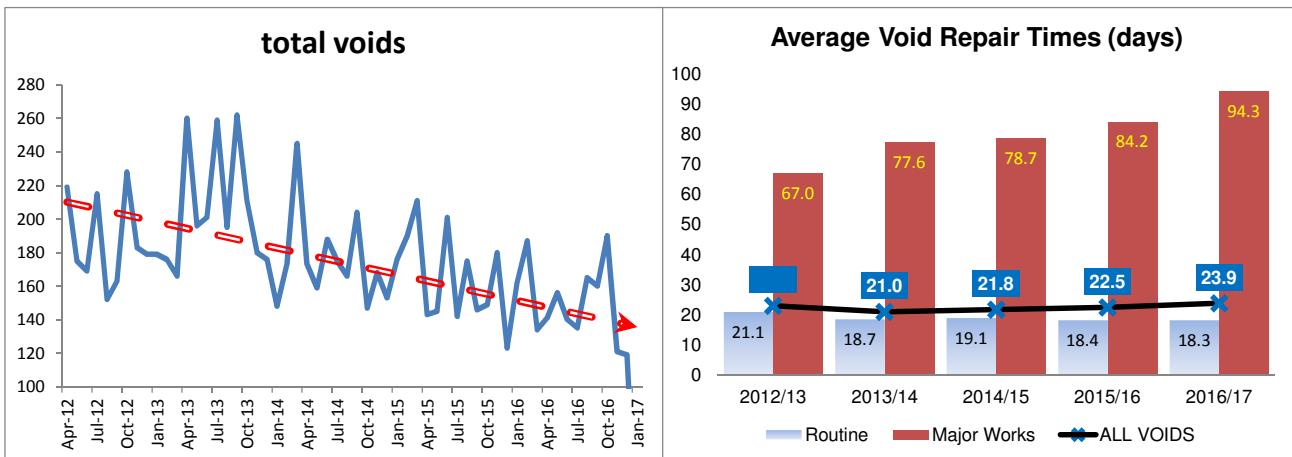 total voids
280
260
240
220
200
180
160
140
120
100
Apr-12
Jul-12
Oct-12
Jan-13
Apr-13
Jul-13
Oct-13
Jan-14
Apr-14
Jul-14
Oct-14
Jan-15
Apr-15
Jul-15
Oct-15
Jan-16
Apr-16
Jul-16
Oct-16
Jan-17
Average Void Repair Times (days)
100
90
80
70
60
50
40
30
20
10
0
67.0
77.6
78.7
84.2
94.3
21.0
21.8
22.5
23.9
21.1
18.7
19.1
18.4
18.3
2012/13 2013/14 2014/15 2015/16 2016/17
Routine Major Works ALL VOIDS